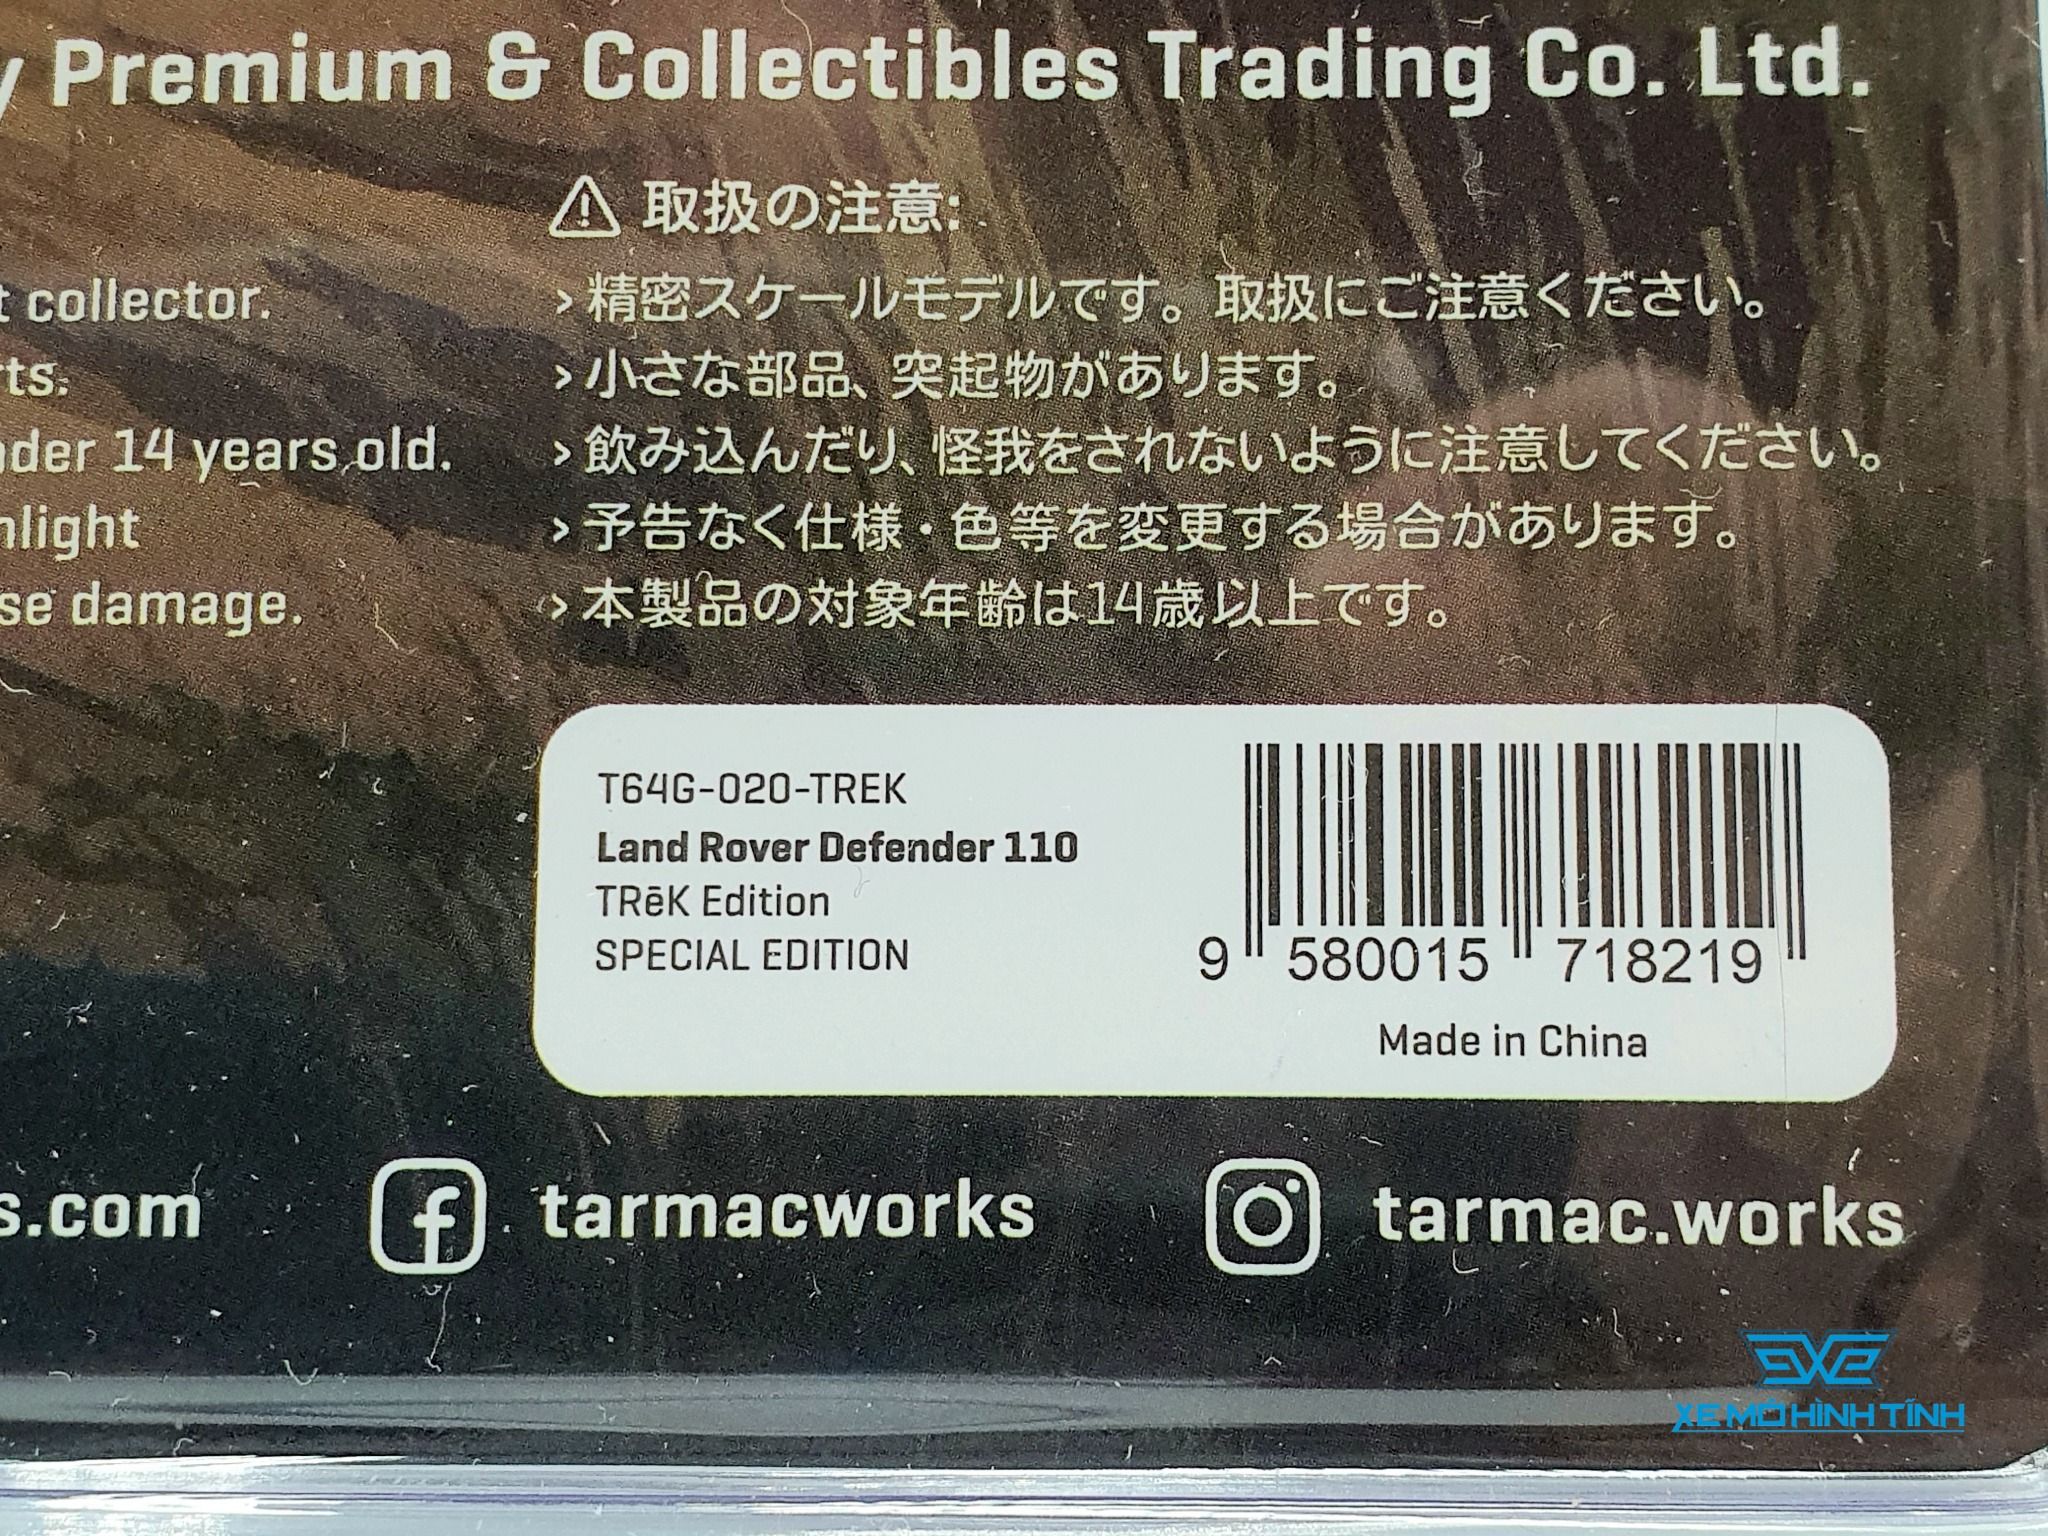 Premium & Collectibles Trading Co. Ltd.
取扱の注意:
collector.
>精密スケールモデルです。取扱にご注意ください。
>小さな部品、突起物があります。
14 years old.
>飲み込んだり、怪我をされないように注意してください。
>予告なく仕様・色等を変更する場合があります。
damage.
>本製品の対象年齢は14歳以上です。
T64G-020-TREK
Land Rover Defender 110
TRēK Edition
SPECIAL EDITION
9 580015 718219
Made in China
s.com
tarmacworks
tarmac.works
XE MÔ HÌNH TĨNH